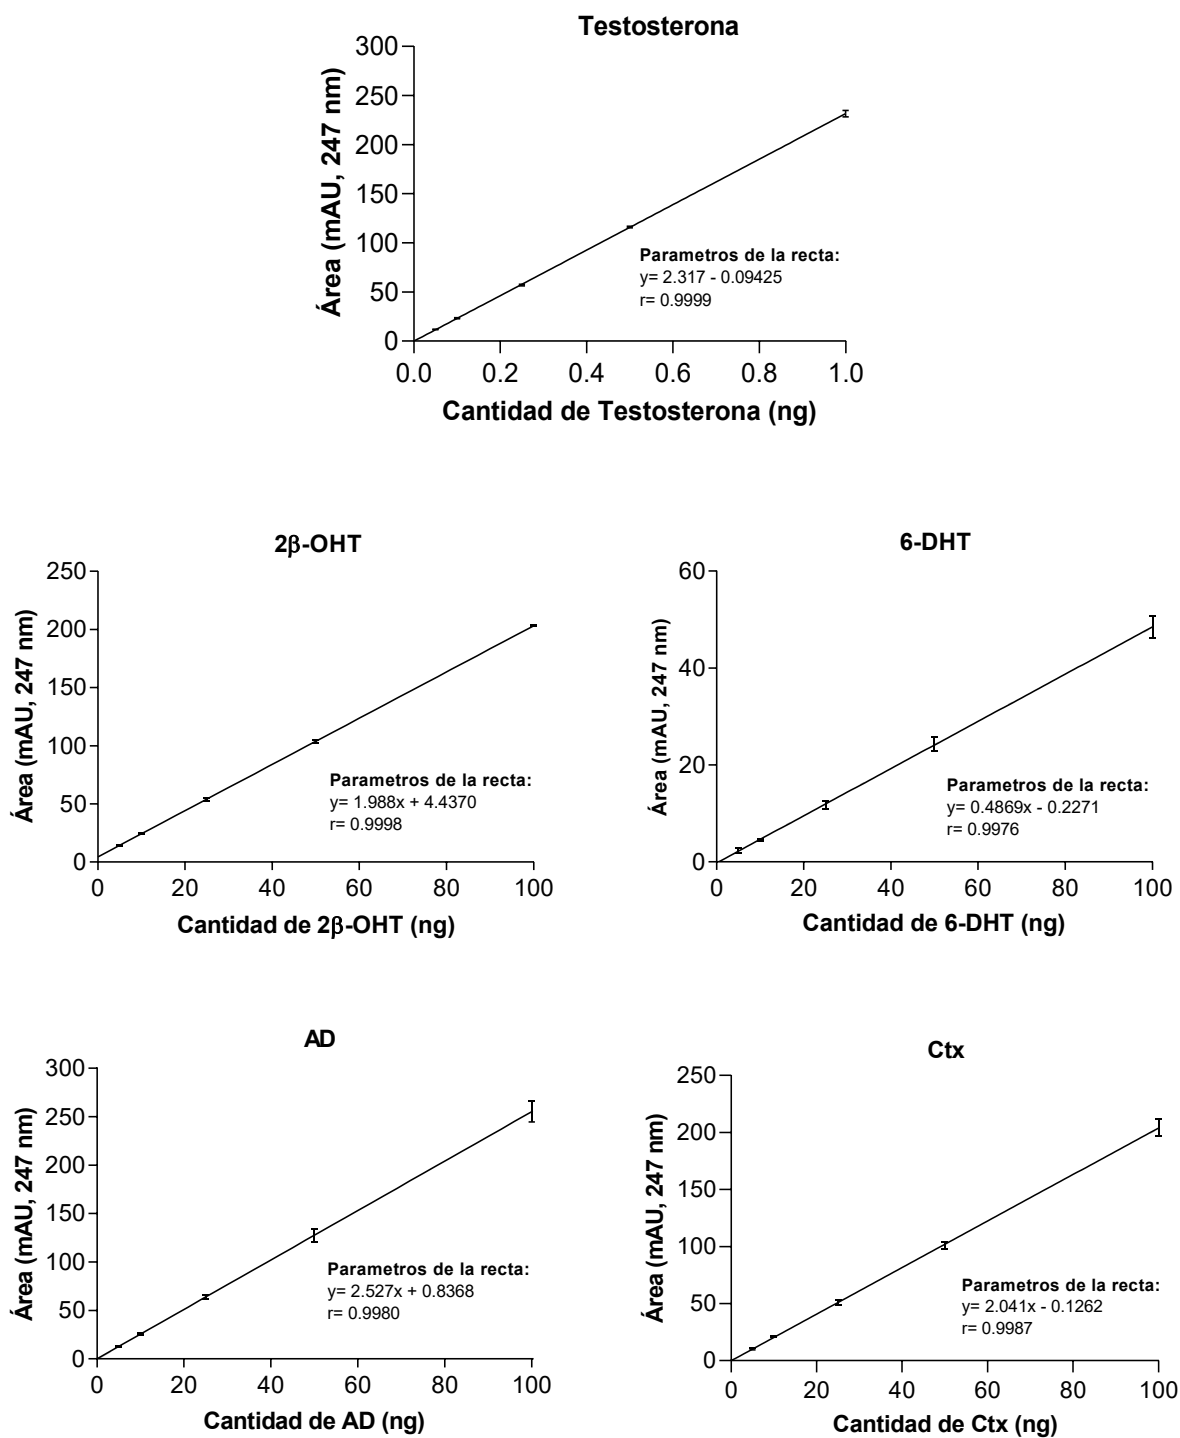 Testosterona
300
250
200
150
100
50
0
Área (mAU, 247 nm)
Parametros de la recta:
y= 2.317 - 0.09425
r= 0.9999
0.0 0.2 0.4 0.6 0.8 1.0
Cantidad de Testosterona (ng)
2β-OHT
250
200
150
100
50
0
Área (mAU, 247 nm)
Parametros de la recta:
y= 1.988x + 4.4370
r= 0.9998
0 20 40 60 80 100
Cantidad de 2β-OHT (ng)
6-DHT
60
40
20
0
Área (mAU, 247 nm)
Parametros de la recta:
y= 0.4869x - 0.2271
r= 0.9976
0 20 40 60 80 100
Cantidad de 6-DHT (ng)
AD
300
250
200
150
100
50
0
Área (mAU, 247 nm)
Parametros de la recta:
y= 2.527x + 0.8368
r= 0.9980
0 20 40 60 80 100
Cantidad de AD (ng)
Ctx
250
200
150
100
50
0
Área (mAU, 247 nm)
Parametros de la recta:
y= 2.041x - 0.1262
r= 0.9987
0 20 40 60 80 100
Cantidad de Ctx (ng)